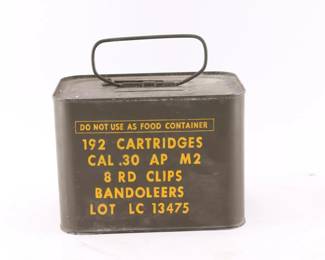 DO NOT USE AS FOOD CONTAINER
192 CARTRIDGES
CAL .30 AP M2
8 RD CLIPS
BANDOLEERS
LOT LC 13475